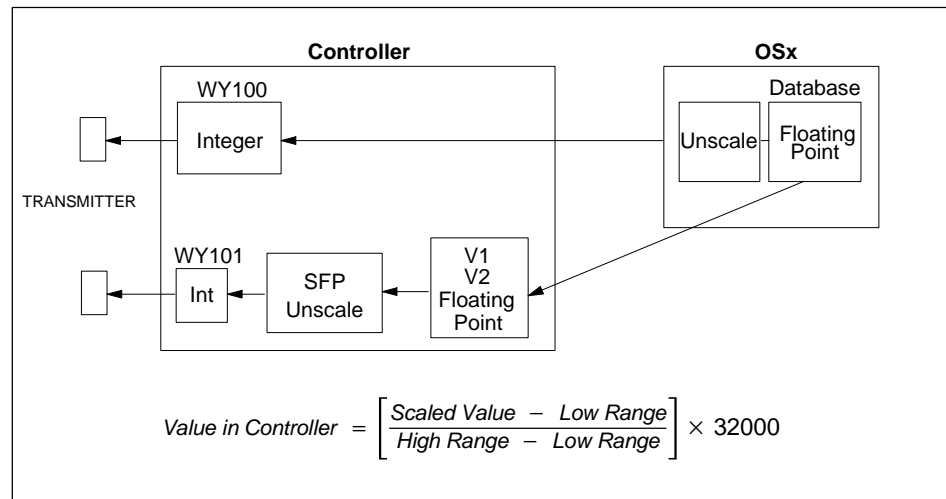 Controller
OSx
WY100
Integer
Database
Unscale
Floating
Point
TRANSMITTER
WY101
Int
SFP
Unscale
V1
V2
Floating
Point
Value in Controller = [ Scaled Value − Low Range / High Range − Low Range ] × 32000